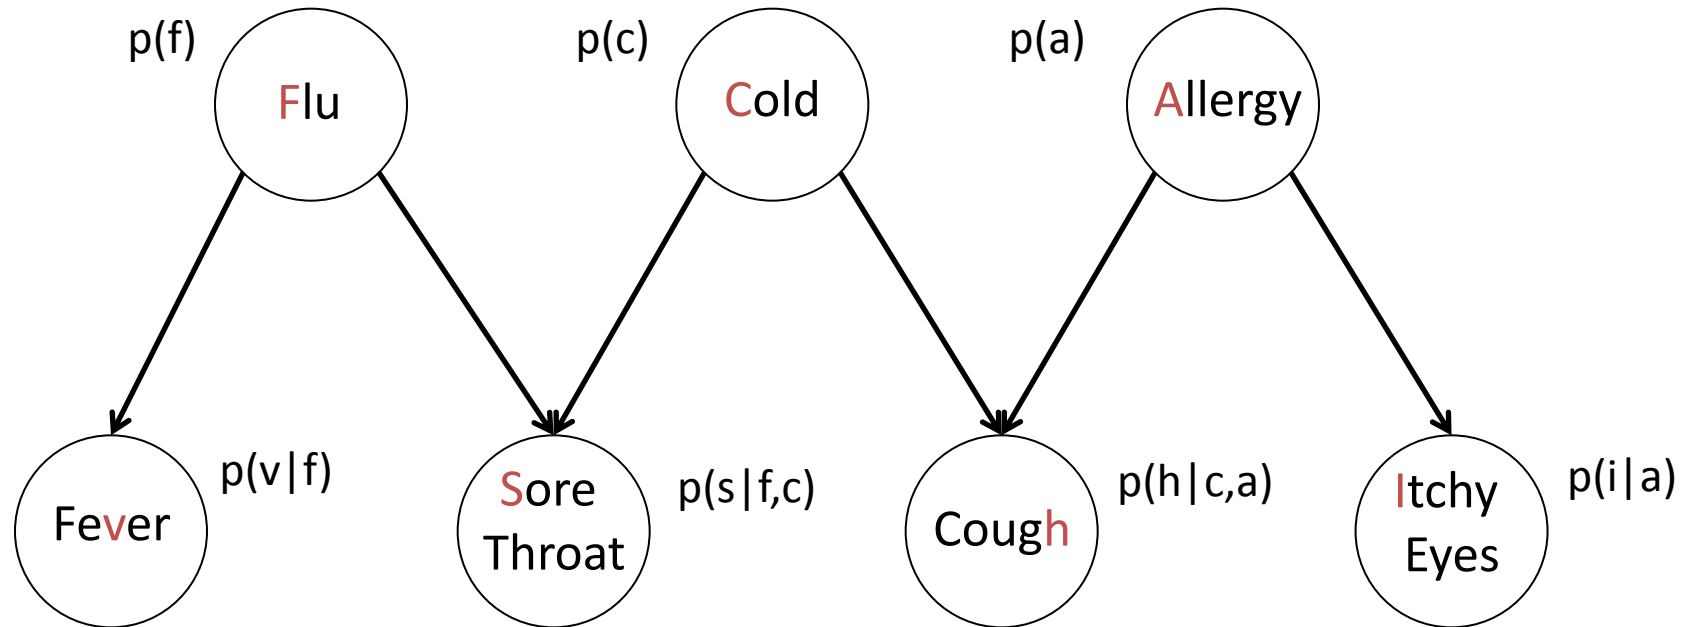 p(f)
Flu
p(c)
Cold
p(a)
Allergy
Fever
p(v|f)
Sore
Throat
p(s|f,c)
Cough
p(h|c,a)
Itchy
Eyes
p(i|a)